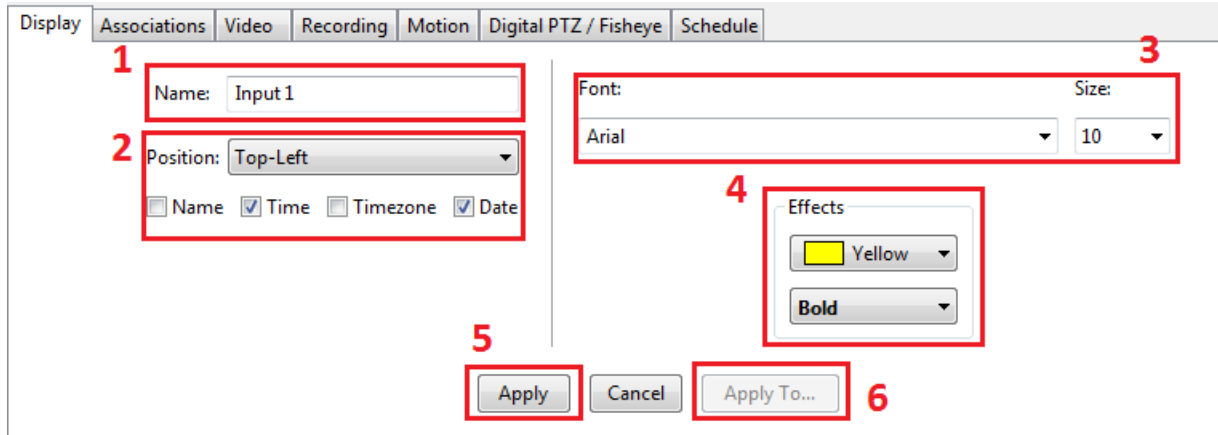 Display Associations Video Recording Motion Digital PTZ / Fisheye Schedule
1
Name: Input 1
2
Position: Top-Left
Name Time Timezone Date
3
Font: Size:
Arial 10
4
Effects
Yellow
Bold
5
Apply Cancel Apply To...
6